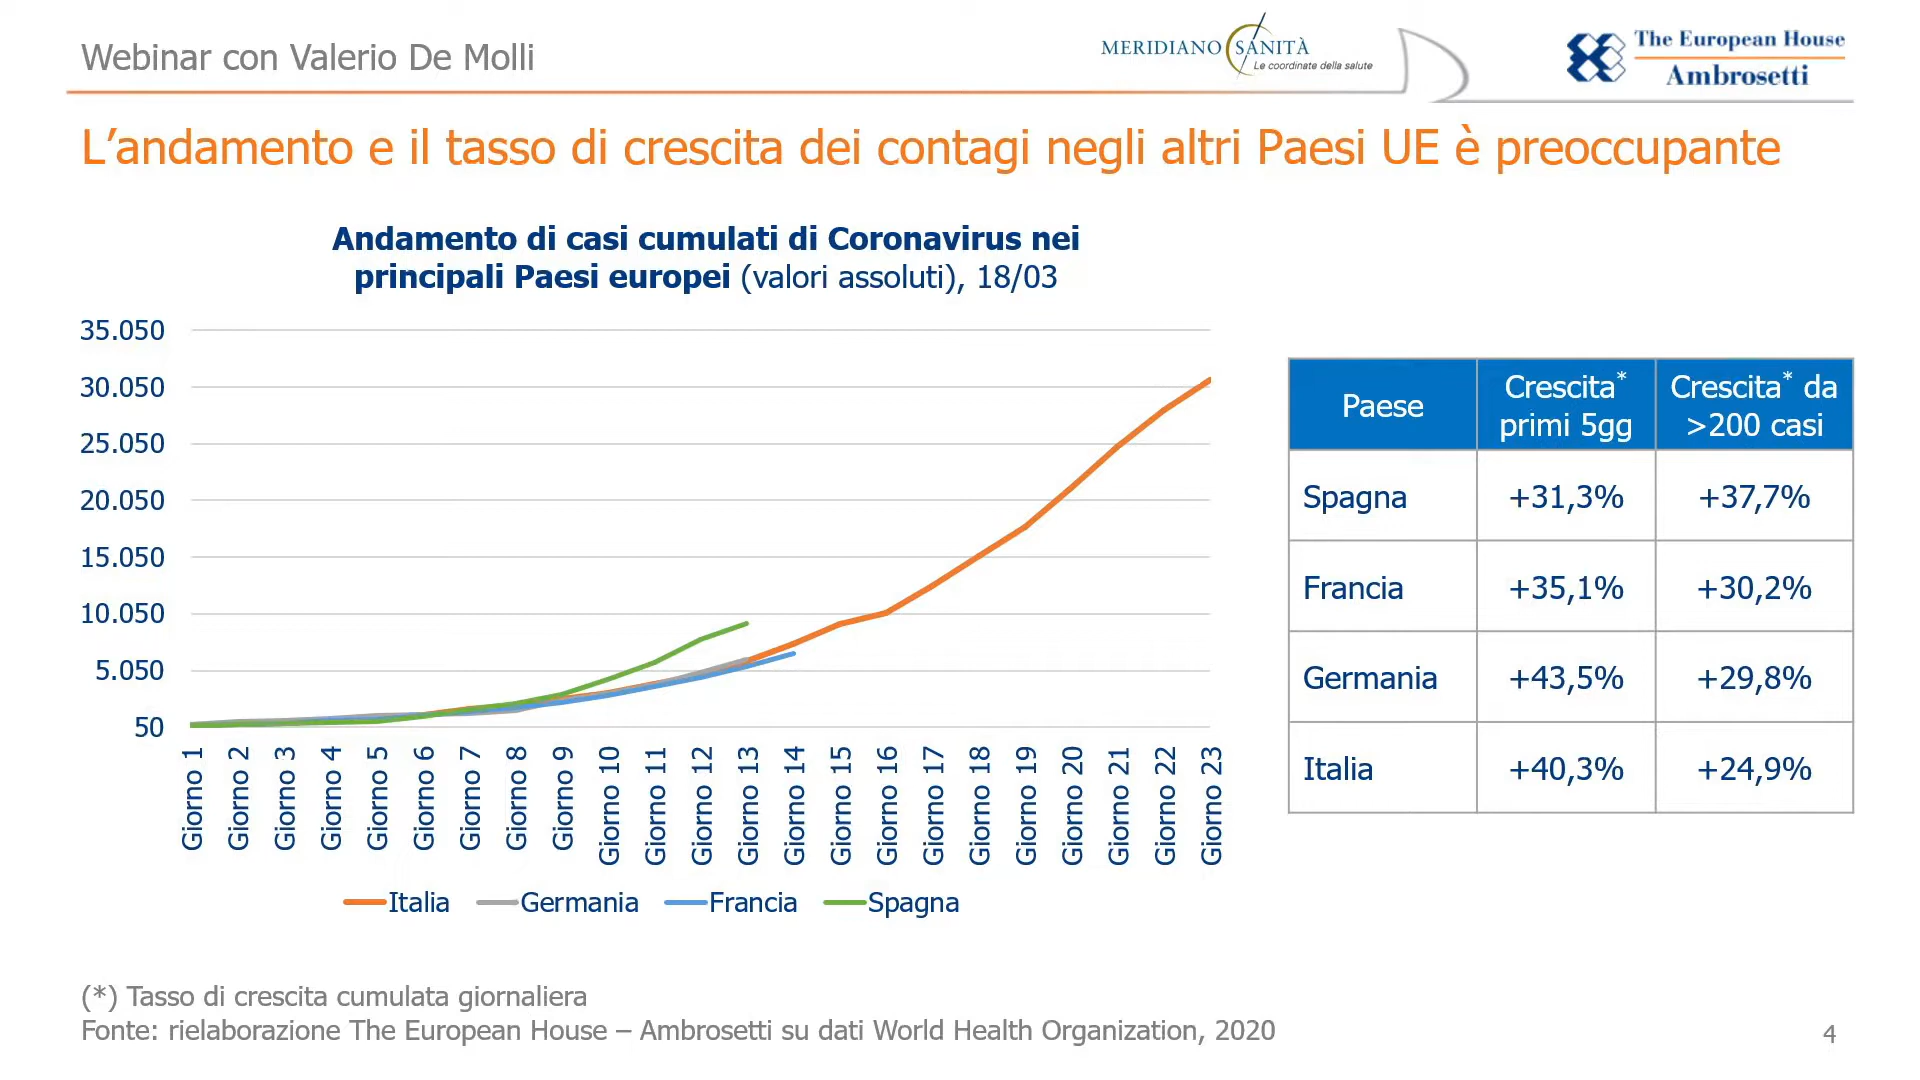 Webinar con Valerio De Molli
MERIDIANO SANITÀ
Le coordinate della salute
The European House
Ambrosetti
L’andamento e il tasso di crescita dei contagi negli altri Paesi UE è preoccupante
Andamento di casi cumulati di Coronavirus nei
principali Paesi europei (valori assoluti), 18/03
35.050
30.050
25.050
20.050
15.050
10.050
5.050
50
Giorno 1
Giorno 2
Giorno 3
Giorno 4
Giorno 5
Giorno 6
Giorno 7
Giorno 8
Giorno 9
Giorno 10
Giorno 11
Giorno 12
Giorno 13
Giorno 14
Giorno 15
Giorno 16
Giorno 17
Giorno 18
Giorno 19
Giorno 20
Giorno 21
Giorno 22
Giorno 23
Italia Germania Francia Spagna
Paese
Crescita*
primi 5gg
Crescita* da
>200 casi
Spagna +31,3% +37,7%
Francia +35,1% +30,2%
Germania +43,5% +29,8%
Italia +40,3% +24,9%
(*) Tasso di crescita cumulata giornaliera
Fonte: rielaborazione The European House – Ambrosetti su dati World Health Organization, 2020
4